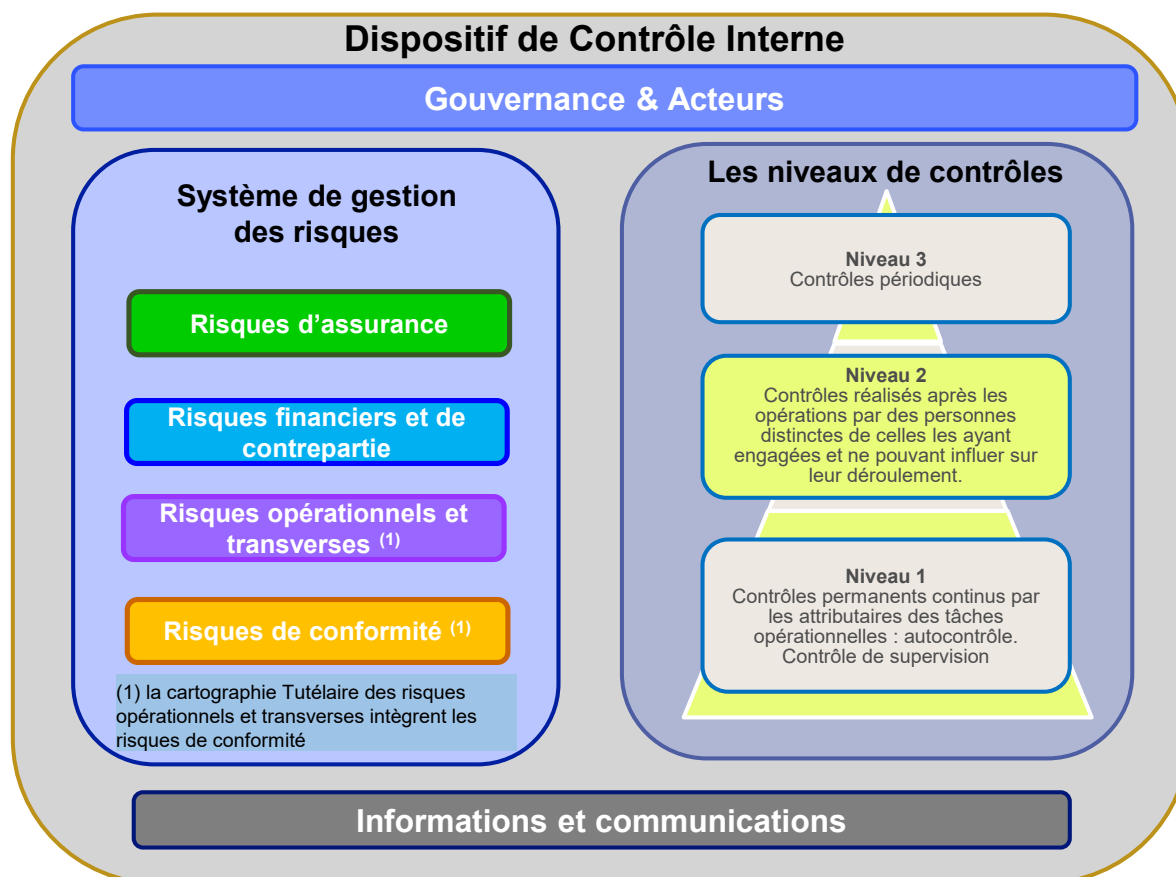 Dispositif de Contrôle Interne
Gouvernance & Acteurs
Système de gestion
des risques
Risques d’assurance
Risques financiers et de
contrepartie
Risques opérationnels et
transverses (1)
Risques de conformité (1)
(1) la cartographie Tutélaire des risques
opérationnels et transverses intègrent les
risques de conformité
Les niveaux de contrôles
Niveau 3
Contrôles périodiques
Niveau 2
Contrôles réalisés après les
opérations par des personnes
distinctes de celles les ayant
engagées et ne pouvant influer sur
leur déroulement.
Niveau 1
Contrôles permanents continus par
les attributaires des tâches
opérationnelles : autocontrôle.
Contrôle de supervision
Informations et communications